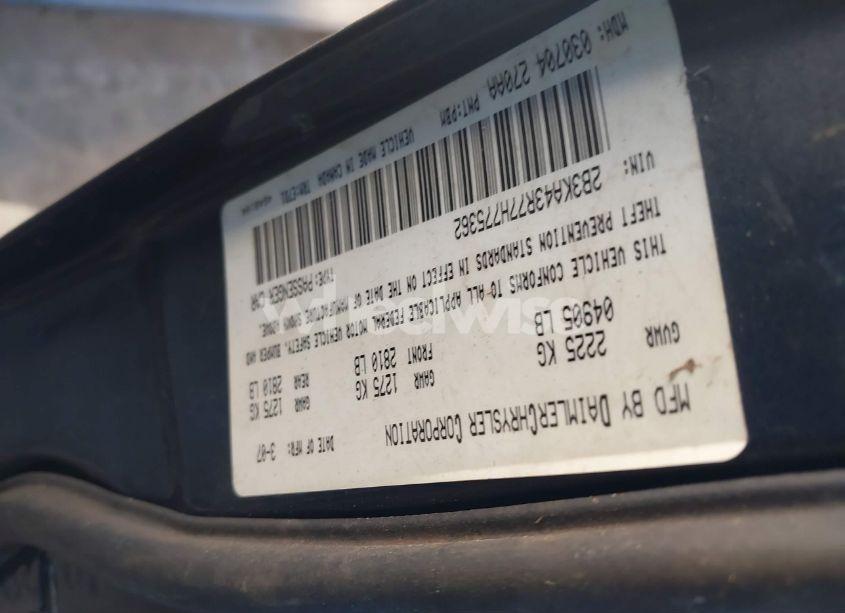 MFD BY DAIMLERCHRYSLER CORPORATION
DATE OF MFR: 3-07
GVWR
2225 KG
04905 LB
GAWR
FRONT
1275 KG
2810 LB
GAWR
REAR
1275 KG
2810 LB
THIS VEHICLE CONFORMS TO ALL APPLICABLE FEDERAL MOTOR VEHICLE SAFETY, BUMPER AND
THEFT PREVENTION STANDARDS IN EFFECT ON THE DATE OF MANUFACTURE SHOWN ABOVE.
VIN: 2B3KA43R77H775362
TYPE: PASSENGER CAR
MDH: 030704 270AA PNT:PBM VEHICLE MADE IN CANADA
wheelwise